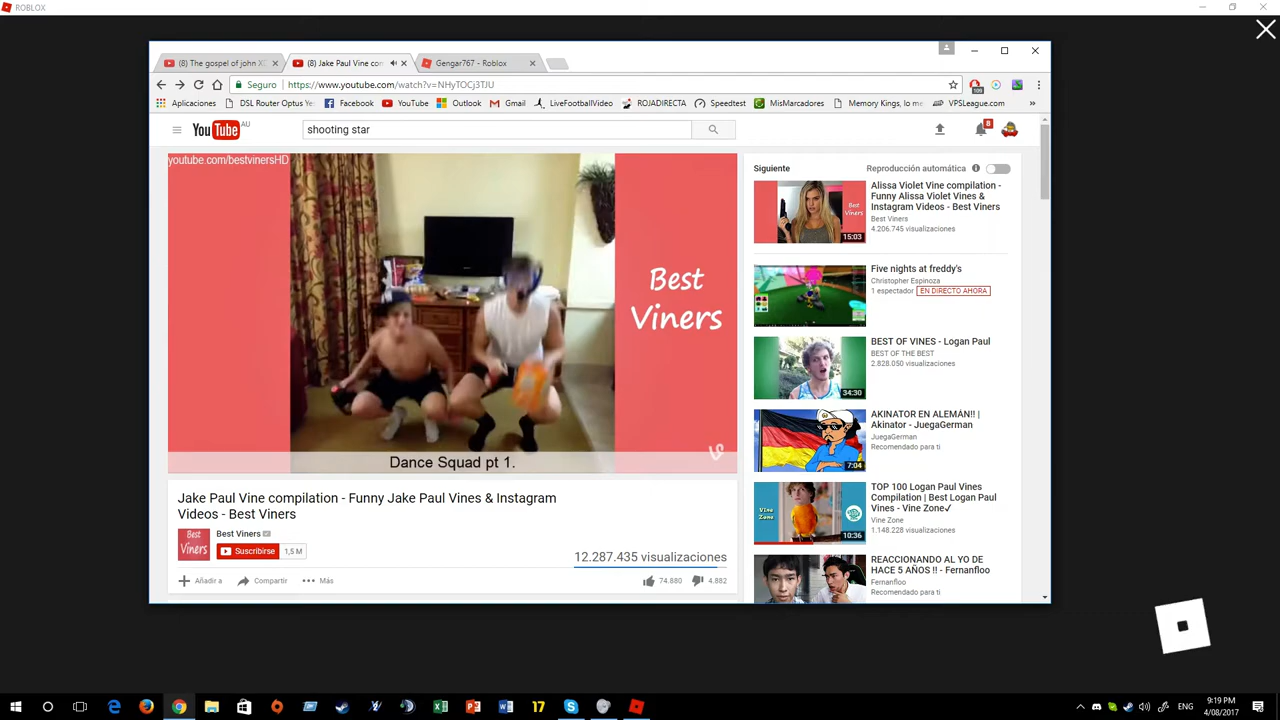 ROBLOX
(8) The gospel of john X
(8) Jake Paul Vine con
Gengar767 - Roblox
Seguro
https://www.youtube.com/watch?v=NHyTOCj3TJU
109
Aplicaciones
DSL Router Optus
Facebook
YouTube
Outlook
Gmail
LiveFootballVideo
ROJADIRECTA
Speedtest
MisMarcadores
Memory Kings, lo me
VPSLeague.com
YouTube AU
shooting star
8
youtube.com/bestvinersHD
Best
Viners
Dance Squad pt 1.
Jake Paul Vine compilation - Funny Jake Paul Vines & Instagram
Videos - Best Viners
Best
Viners
Best Viners
Suscribirse
1,5 M
12.287.435 visualizaciones
Añadir a
Compartir
Más
74.880
4.882
Siguiente
Reproducción automática
Best
Viners
15:03
Alissa Violet Vine compilation -
Funny Alissa Violet Vines &
Instagram Videos - Best Viners
Best Viners
4.206.745 visualizaciones
Five nights at freddy's
Christopher Espinoza
1 espectador
EN DIRECTO AHORA
34:30
BEST OF VINES - Logan Paul
BEST OF THE BEST
2.828.050 visualizaciones
7:04
AKINATOR EN ALEMÁN!! |
Akinator - JuegaGerman
JuegaGerman
Recomendado para ti
Vine
Zone
10:36
TOP 100 Logan Paul Vines
Compilation | Best Logan Paul
Vines - Vine Zone✓
Vine Zone
1.148.228 visualizaciones
REACCIONANDO AL YO DE
HACE 5 AÑOS !! - Fernanfloo
Fernanfloo
Recomendado para ti
17
ENG
9:19 PM
4/08/2017